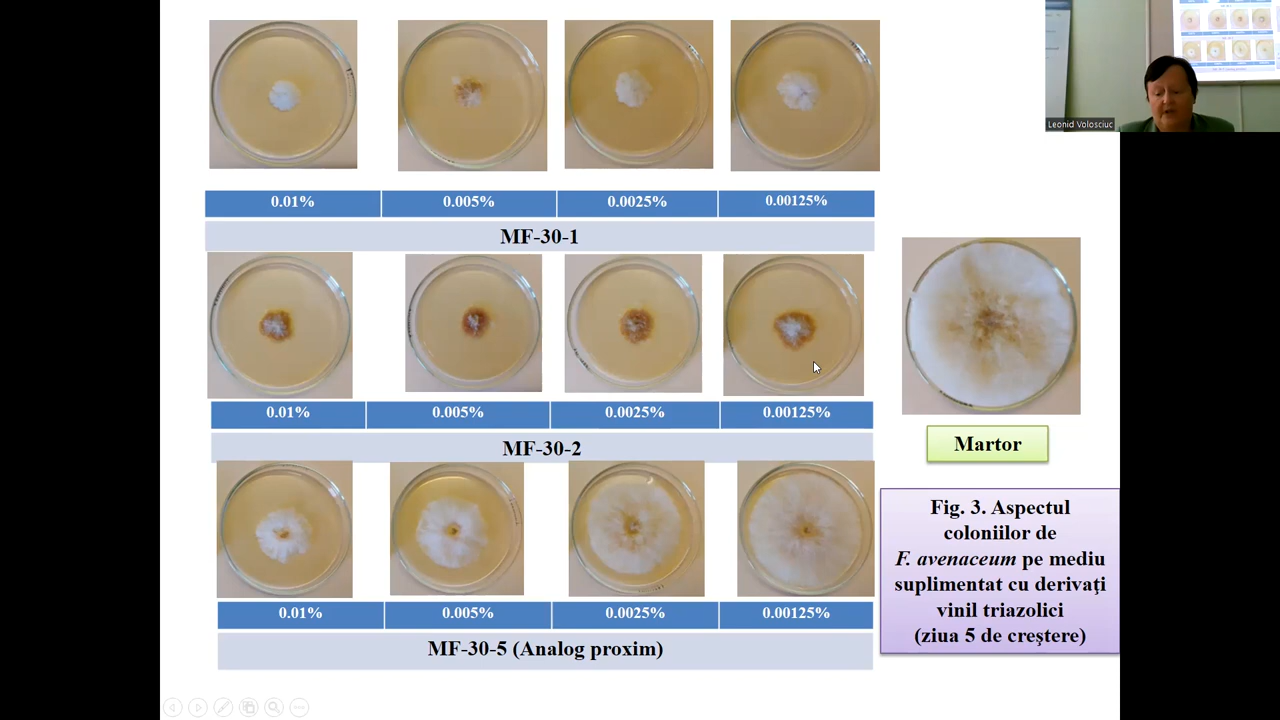 Leonid Volosciuc
0.01% 0.005% 0.0025% 0.00125%
MF-30-1
0.01% 0.005% 0.0025% 0.00125%
MF-30-2
0.01% 0.005% 0.0025% 0.00125%
MF-30-5 (Analog proxim)
Martor
Fig. 3. Aspectul
coloniilor de
F. avenaceum pe mediu
suplimentat cu derivaţi
vinil triazolici
(ziua 5 de creştere)